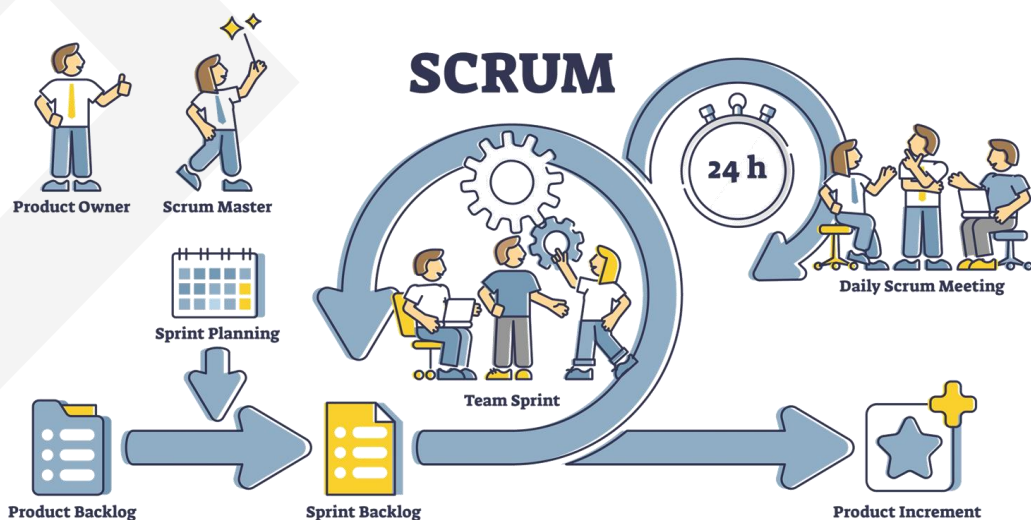 SCRUM
24 h
Product Owner
Scrum Master
Daily Scrum Meeting
Sprint Planning
Team Sprint
Product Backlog
Sprint Backlog
Product Increment